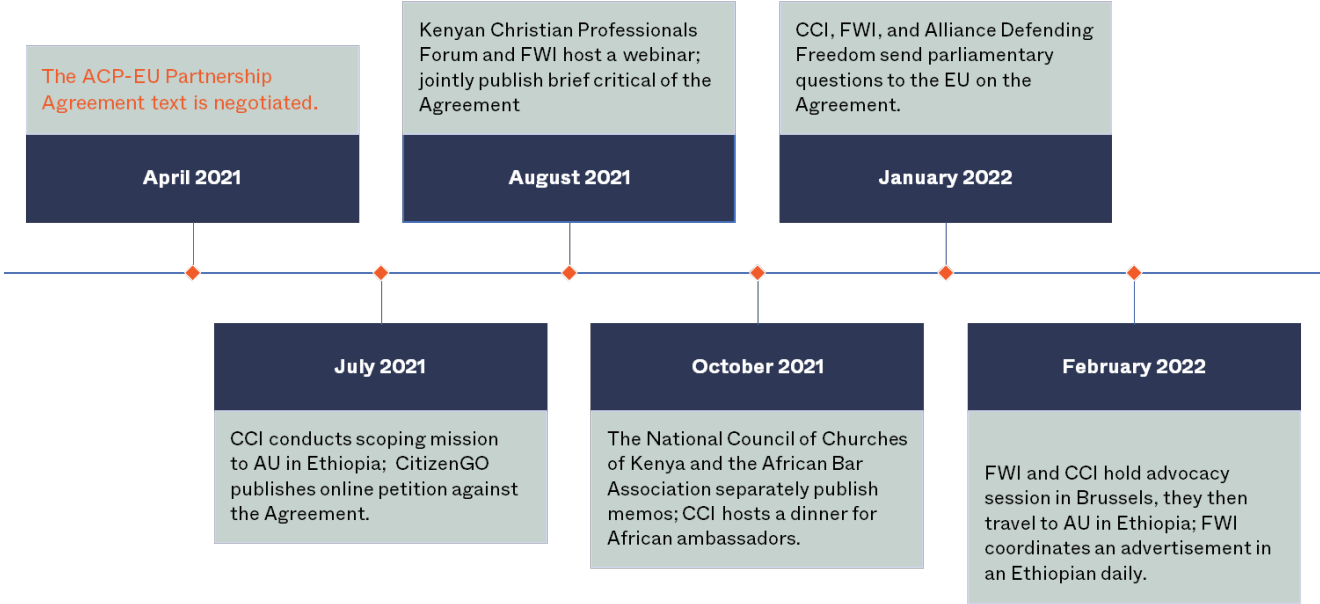 The ACP-EU Partnership
Agreement text is negotiated.
April 2021
Kenyan Christian Professionals
Forum and FWI host a webinar;
jointly publish brief critical of the
Agreement
August 2021
CCI, FWI, and Alliance Defending
Freedom send parliamentary
questions to the EU on the
Agreement.
January 2022
July 2021
CCI conducts scoping mission
to AU in Ethiopia; CitizenGO
publishes online petition against
the Agreement.
October 2021
The National Council of Churches
of Kenya and the African Bar
Association separately publish
memos; CCI hosts a dinner for
African ambassadors.
February 2022
FWI and CCI hold advocacy
session in Brussels, they then
travel to AU in Ethiopia; FWI
coordinates an advertisement in
an Ethiopian daily.